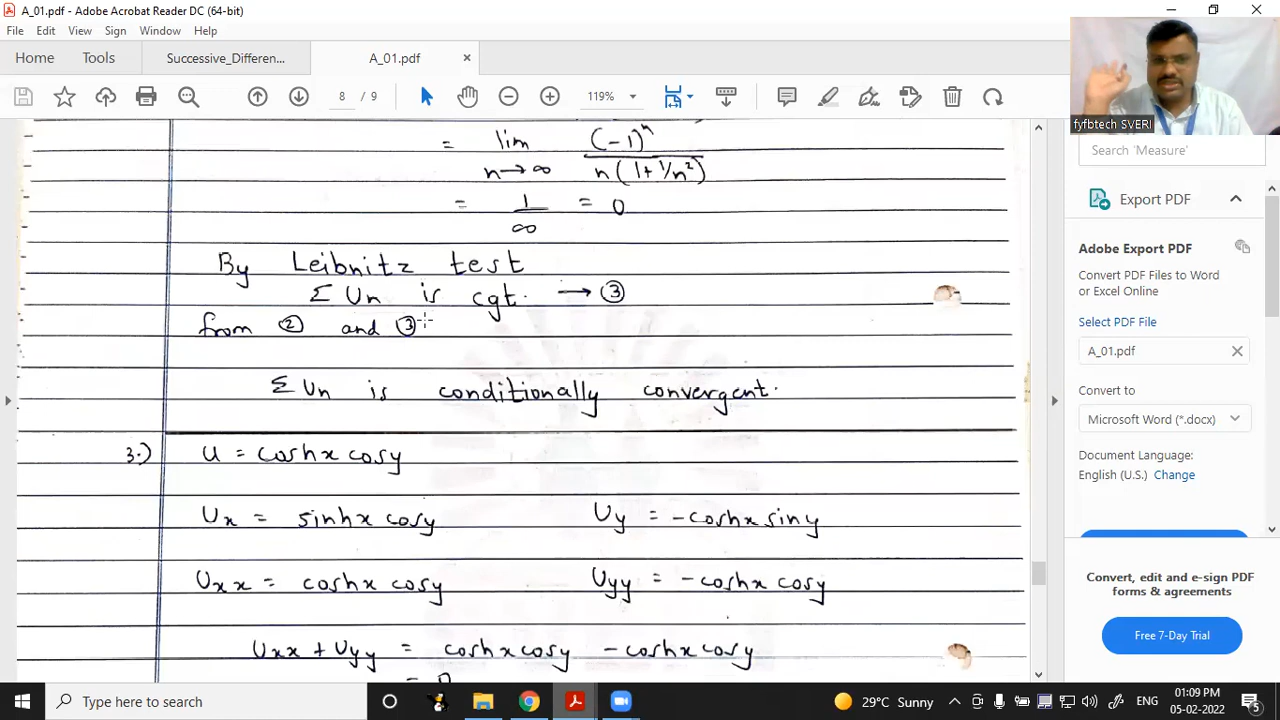 A_01.pdf - Adobe Acrobat Reader DC (64-bit)
File Edit View Sign Window Help
Home Tools Successive_Differen... A_01.pdf
8 / 9 119%
fyfbtech SVERI
Search 'Measure'
= lim (-1)^n
n→∞ n(1+1/n²)
= 1/∞ = 0
By Leibnitz test
Σ Un is cgt. → ③
from ② and ③
Σ Un is conditionally convergent.
3.) u = coshx cosy
Ux = sinhx cosy Uy = -coshx siny
Uxx = coshx cosy Uyy = -coshx cosy
Uxx + Uyy = coshx cosy - coshx cosy
= 0
Export PDF
Adobe Export PDF
Convert PDF Files to Word
or Excel Online
Select PDF File
A_01.pdf
Convert to
Microsoft Word (*.docx)
Document Language:
English (U.S.) Change
Convert, edit and e-sign PDF
forms & agreements
Free 7-Day Trial
Type here to search
29°C Sunny
ENG
01:09 PM
05-02-2022
5